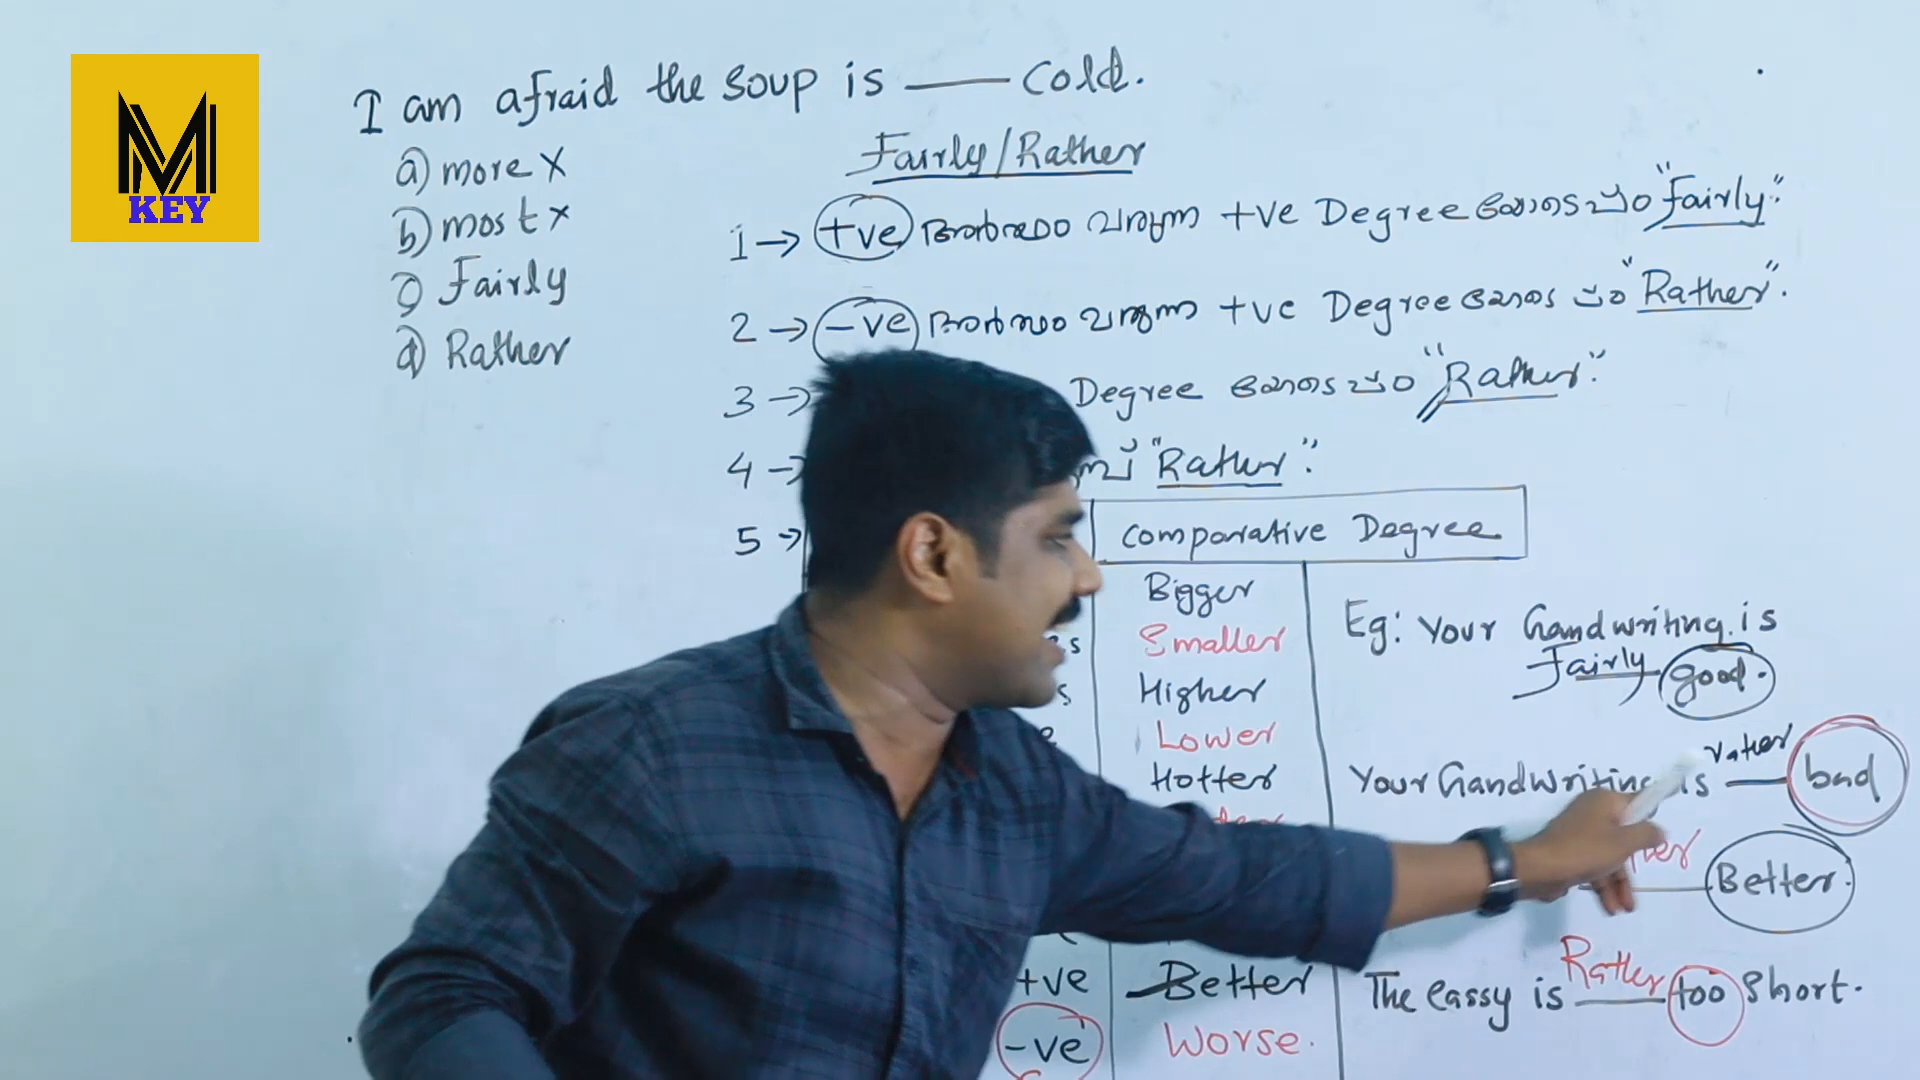 M
KEY
I am afraid the soup is —— cold.
a) more x
b) most x
c) Fairly
d) Rather
Fairly/Rather
1 → +ve അർത്ഥം വരുന്ന +ve Degree യോടൊപ്പം "Fairly".
2 → -ve അർത്ഥം വരുന്ന +ve Degree യോടൊപ്പം "Rather".
3 → Degree യോടൊപ്പം "Rather".
4 → "Rather".
5 →
Comparative Degree
Bigger
Smaller
Higher
Lower
Hotter
+ve Better
-ve Worse.
Eg: Your handwriting is
Fairly good.
Your handwriting is rather bad
Better.
The eassy is Rather too short.